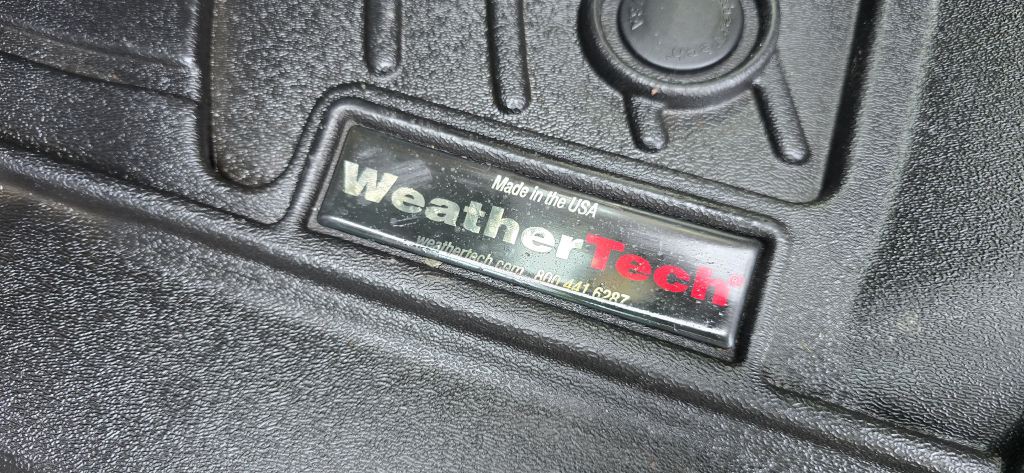 Made in the USA
WeatherTech®
weathertech.com 800 441 6287